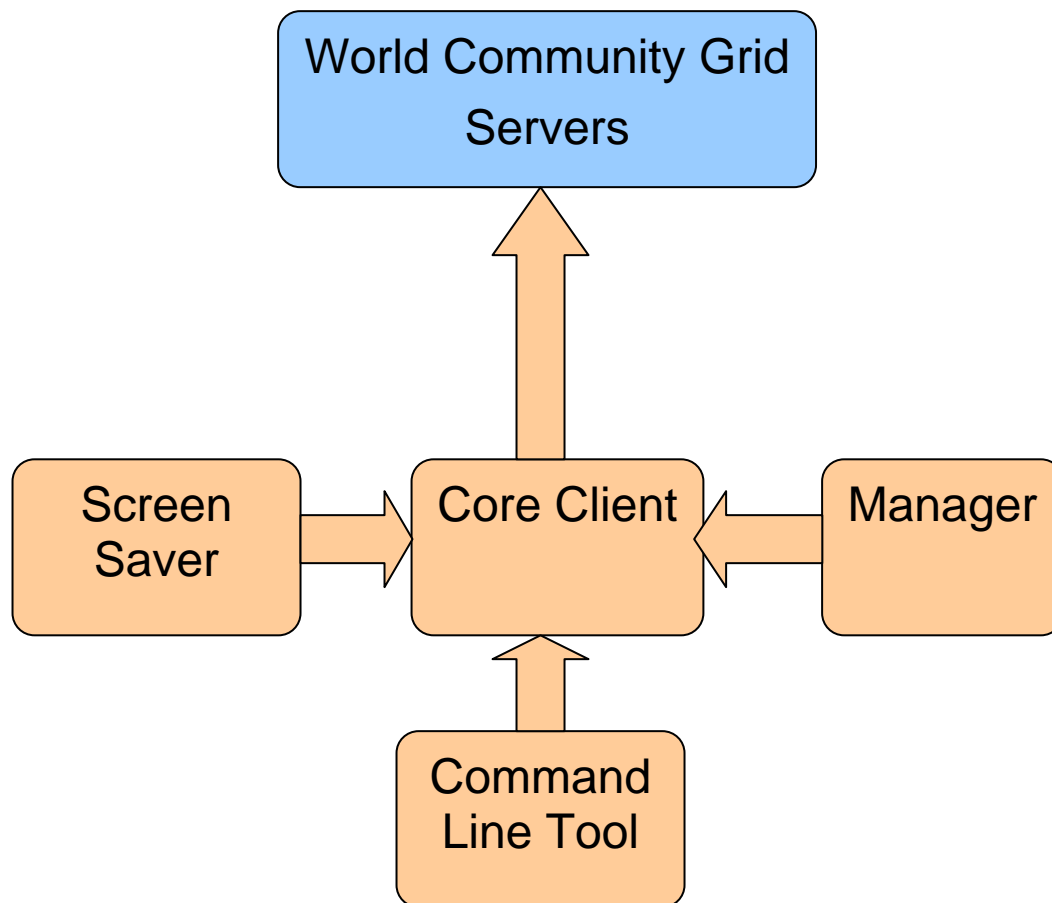 World Community Grid
Servers
Screen
Saver
Core Client
Manager
Command
Line Tool